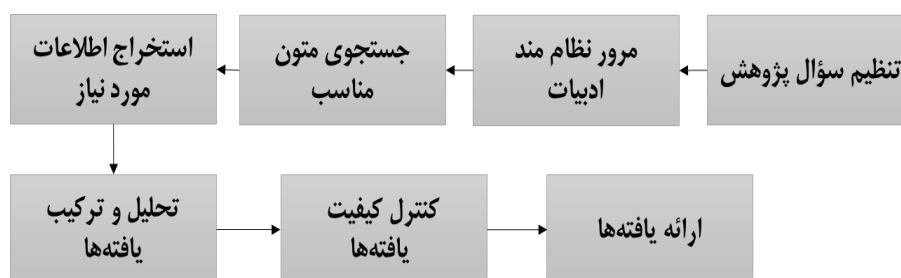 تنظیم سؤال پژوهش
مرور نظام مند
ادبیات
جستجوی متون
مناسب
استخراج اطلاعات
مورد نیاز
تحلیل و ترکیب
یافته‌ها
کنترل کیفیت
یافته‌ها
ارائه یافته‌ها